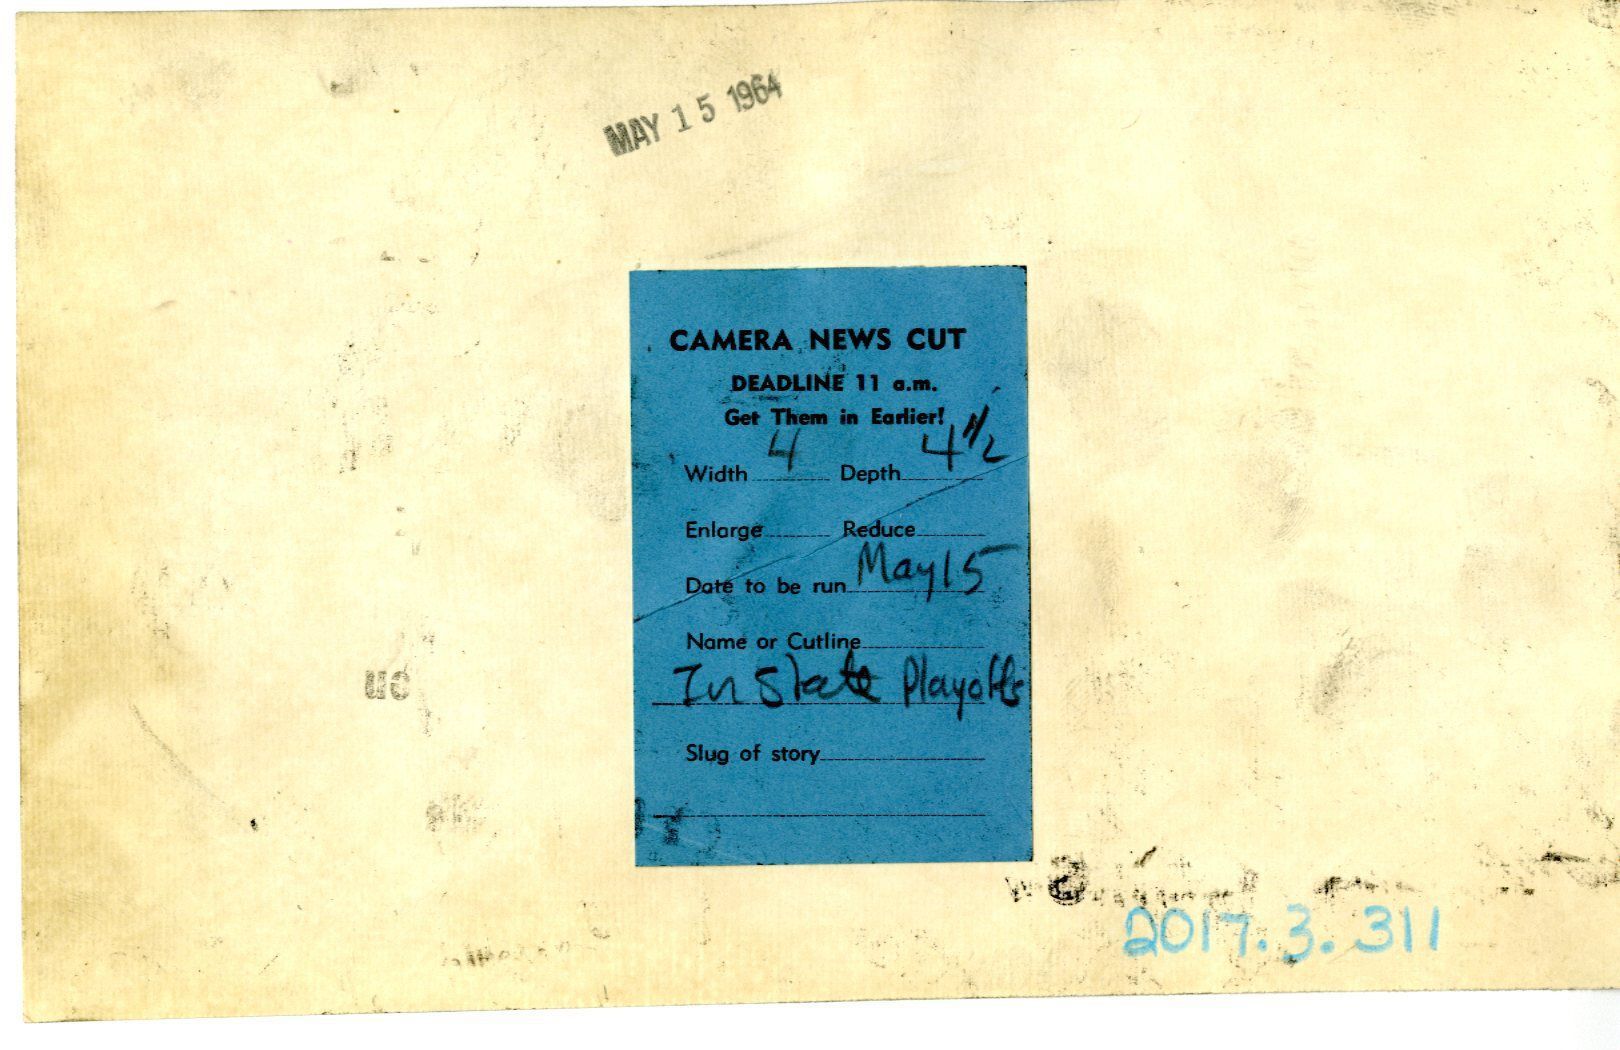 MAY 15 1964
CAMERA NEWS CUT
DEADLINE 11 a.m.
Get Them in Earlier!
Width 4 Depth 4 1/2
Enlarge Reduce
Date to be run May 15
Name or Cutline
In State Playoffs
Slug of story
2017.3.311